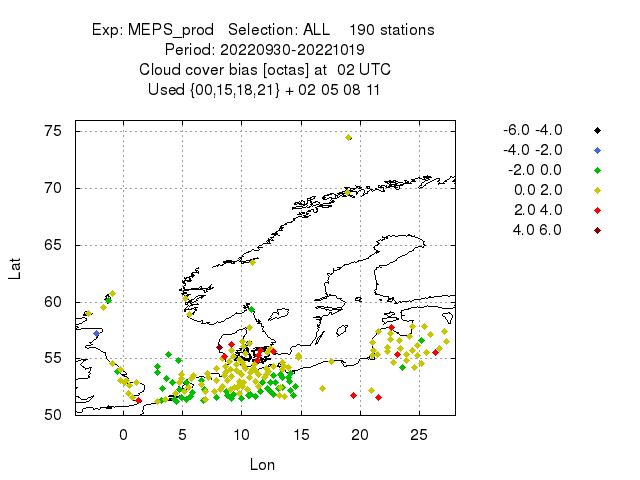 Exp: MEPS_prod   Selection: ALL    190 stations
Period: 20220930-20221019
Cloud cover bias [octas] at  02 UTC
Used {00,15,18,21} + 02 05 08 11
-6.0 -4.0
-4.0 -2.0
-2.0 0.0
0.0 2.0
2.0 4.0
4.0 6.0
Lat
75
70
65
60
55
50
0 5 10 15 20 25
Lon